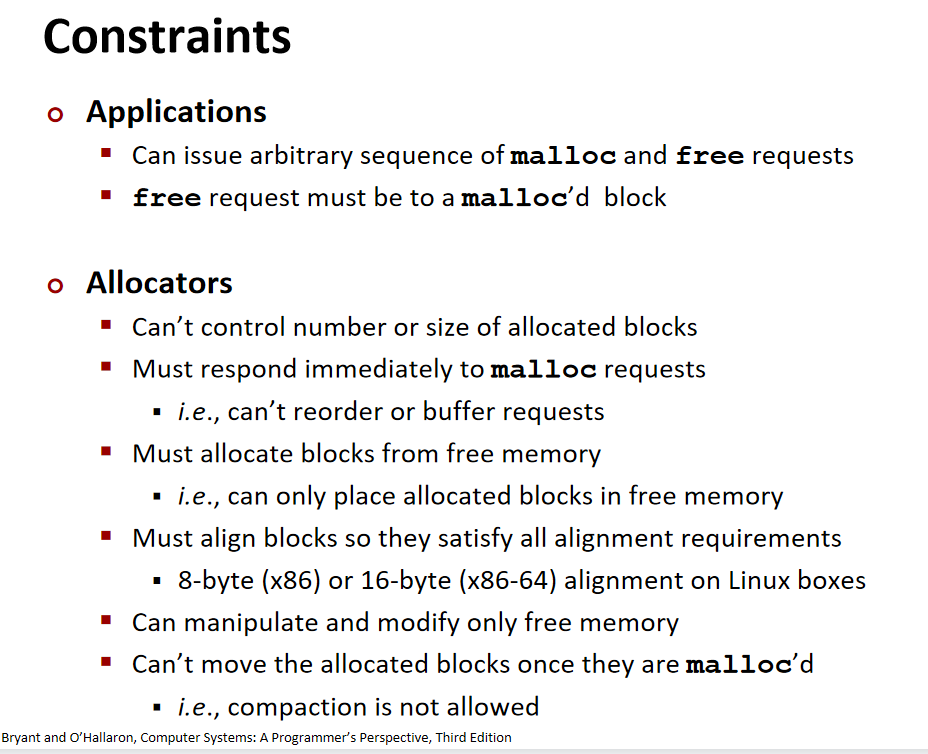 Constraints
Applications
Can issue arbitrary sequence of malloc and free requests
free request must be to a malloc’d block
Allocators
Can’t control number or size of allocated blocks
Must respond immediately to malloc requests
i.e., can’t reorder or buffer requests
Must allocate blocks from free memory
i.e., can only place allocated blocks in free memory
Must align blocks so they satisfy all alignment requirements
8-byte (x86) or 16-byte (x86-64) alignment on Linux boxes
Can manipulate and modify only free memory
Can’t move the allocated blocks once they are malloc’d
i.e., compaction is not allowed
Bryant and O’Hallaron, Computer Systems: A Programmer’s Perspective, Third Edition